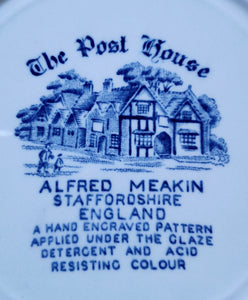 The Post House
ALFRED MEAKIN
STAFFORDSHIRE
ENGLAND
A HAND ENGRAVED PATTERN
APPLIED UNDER THE GLAZE
DETERGENT AND ACID
RESISTING COLOUR